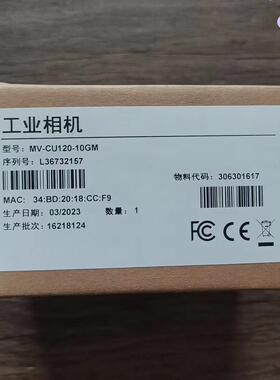 工业相机
型号: MV-CU120-10GM
序列号: L36732157
物料代码: 306301617
MAC: 34:BD:20:18:CC:F9
生产日期: 03/2023 数量: 1
生产批次: 16218124
FC CE